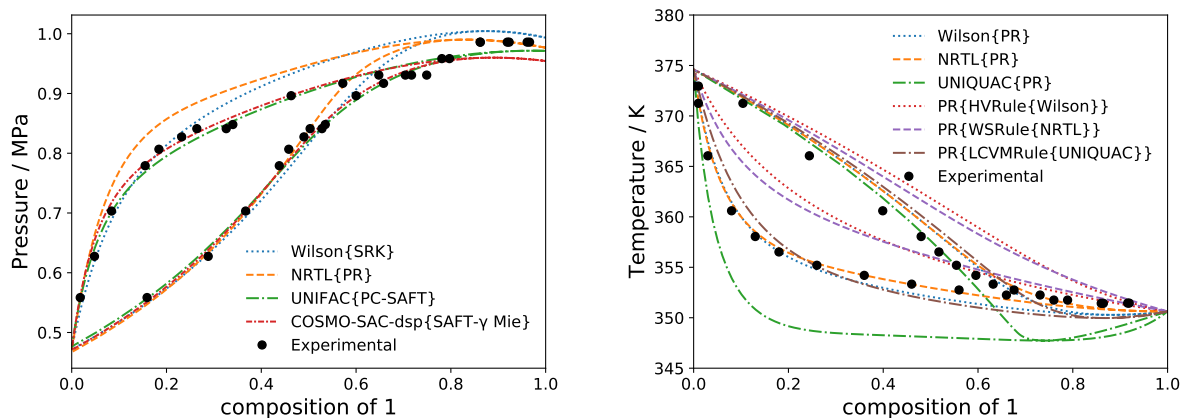 1.0
0.9
0.8
0.7
0.6
0.5
Pressure / MPa
Wilson{SRK}
NRTL{PR}
UNIFAC{PC-SAFT}
COSMO-SAC-dsp{SAFT-γ Mie}
Experimental
0.0 0.2 0.4 0.6 0.8 1.0
composition of 1
380
375
370
365
360
355
350
345
Temperature / K
Wilson{PR}
NRTL{PR}
UNIQUAC{PR}
PR{HVRule{Wilson}}
PR{WSRule{NRTL}}
PR{LCVMRule{UNIQUAC}}
Experimental
0.0 0.2 0.4 0.6 0.8 1.0
composition of 1